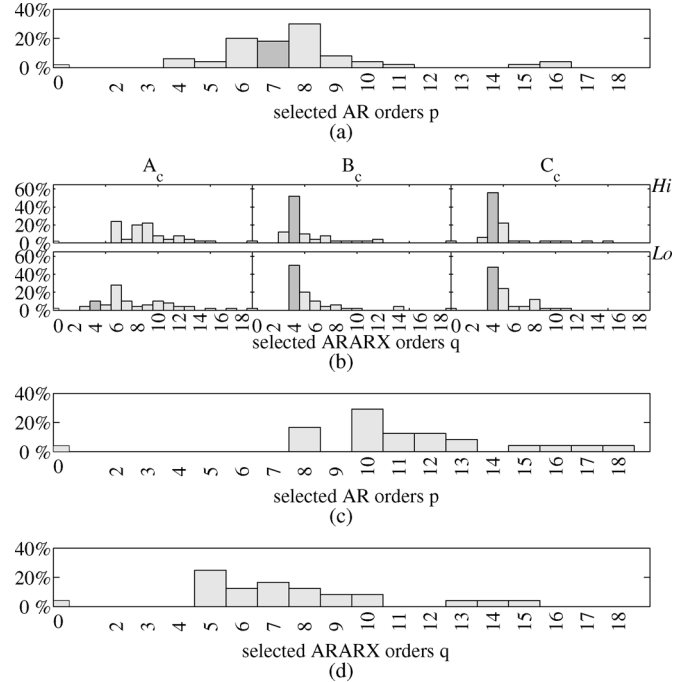 40%
20%
0 %
0 2 3 4 5 6 7 8 9 10 11 12 13 14 15 16 17 18
selected AR orders p
(a)
A_c B_c C_c
60% Hi
40%
20%
0 %
60% Lo
40%
20%
0 %
0 2 4 6 8 10 12 14 16 18 0 2 4 6 8 10 12 14 16 18 0 2 4 6 8 10 12 14 16 18
selected ARARX orders q
(b)
40%
20%
0 %
0 2 3 4 5 6 7 8 9 10 11 12 13 14 15 16 17 18
selected AR orders p
(c)
40%
20%
0 %
0 2 3 4 5 6 7 8 9 10 11 12 13 14 15 16 17 18
selected ARARX orders q
(d)